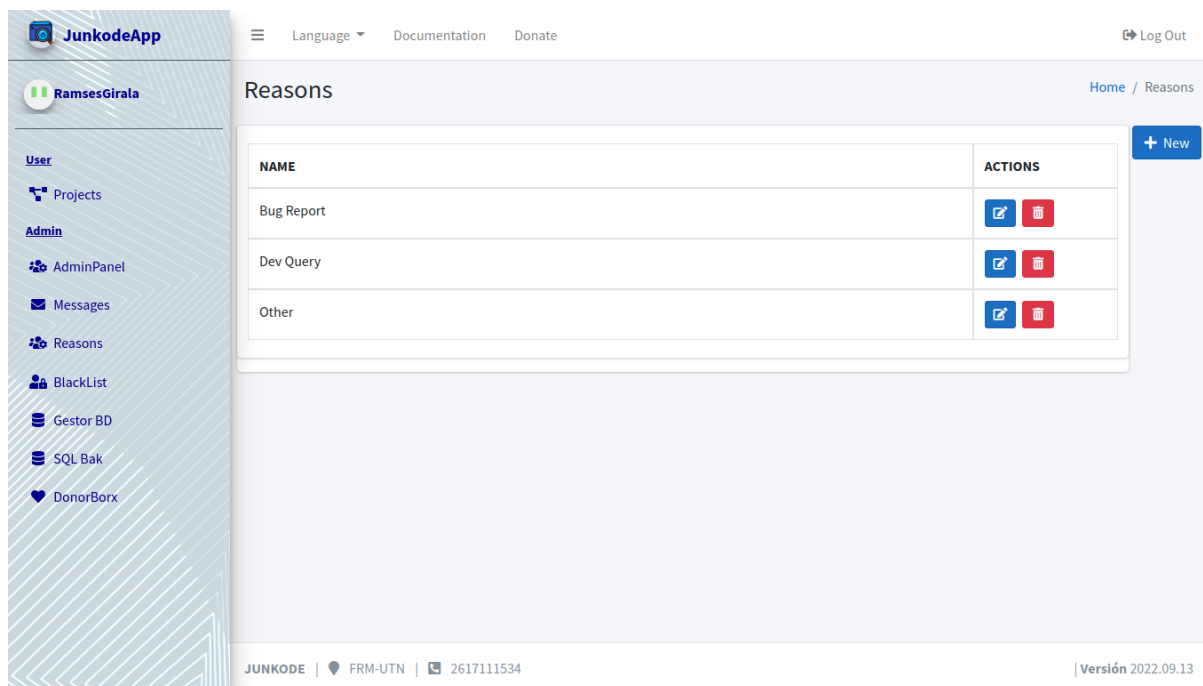 JunkodeApp
Language Documentation Donate Log Out
RamsesGirala
Reasons
Home / Reasons
New
User
Projects
Admin
AdminPanel
Messages
Reasons
BlackList
Gestor BD
SQL Bak
DonorBorx
NAME ACTIONS
Bug Report
Dev Query
Other
JUNKODE | FRM-UTN | 2617111534
| Versión 2022.09.13